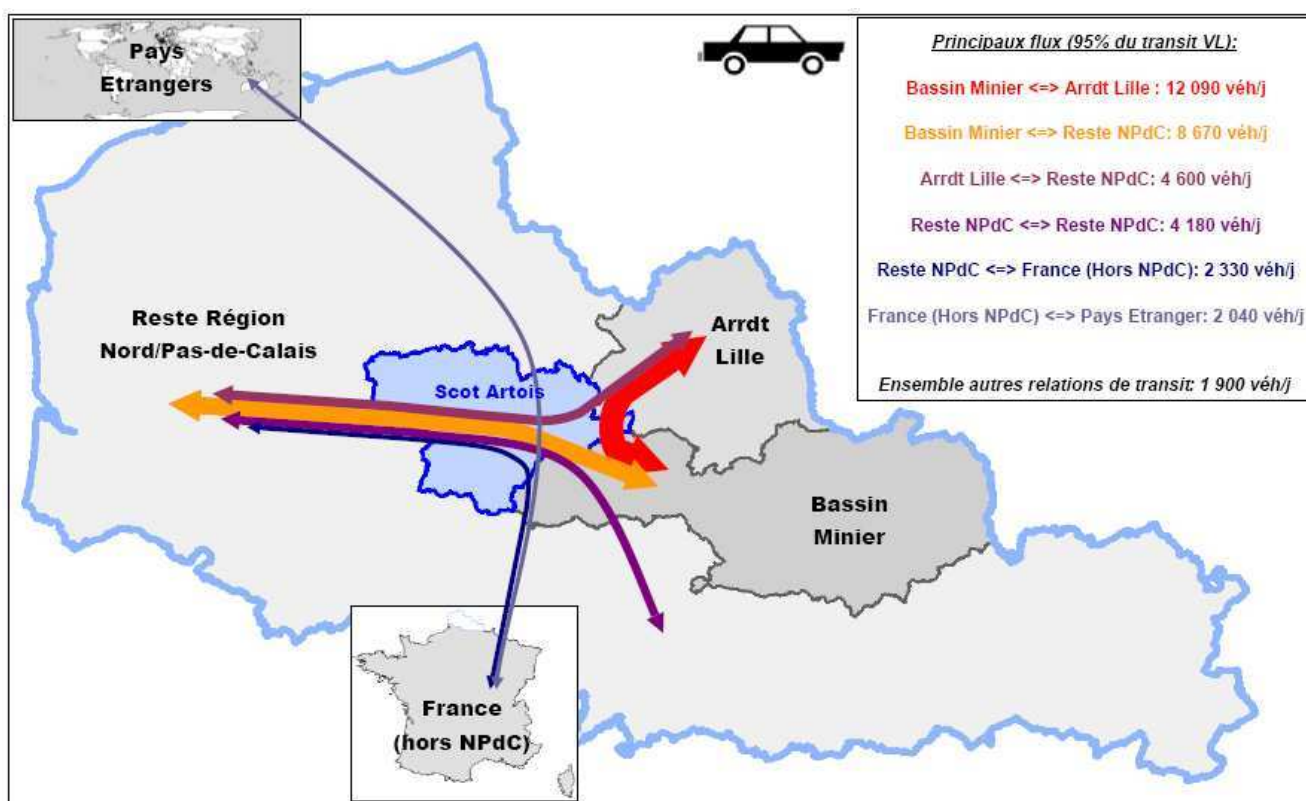 Pays
Etrangers
Principaux flux (95% du transit VL):
Bassin Minier <=> Arrdt Lille : 12 090 véh/j
Bassin Minier <=> Reste NPdC: 8 670 véh/j
Arrdt Lille <=> Reste NPdC: 4 600 véh/j
Reste NPdC <=> Reste NPdC: 4 180 véh/j
Reste NPdC <=> France (Hors NPdC): 2 330 véh/j
France (Hors NPdC) <=> Pays Etranger: 2 040 véh/j
Ensemble autres relations de transit: 1 900 véh/j
Reste Région
Nord/Pas-de-Calais
Arrdt
Lille
Scot Artois
Bassin
Minier
France
(hors NPdC)